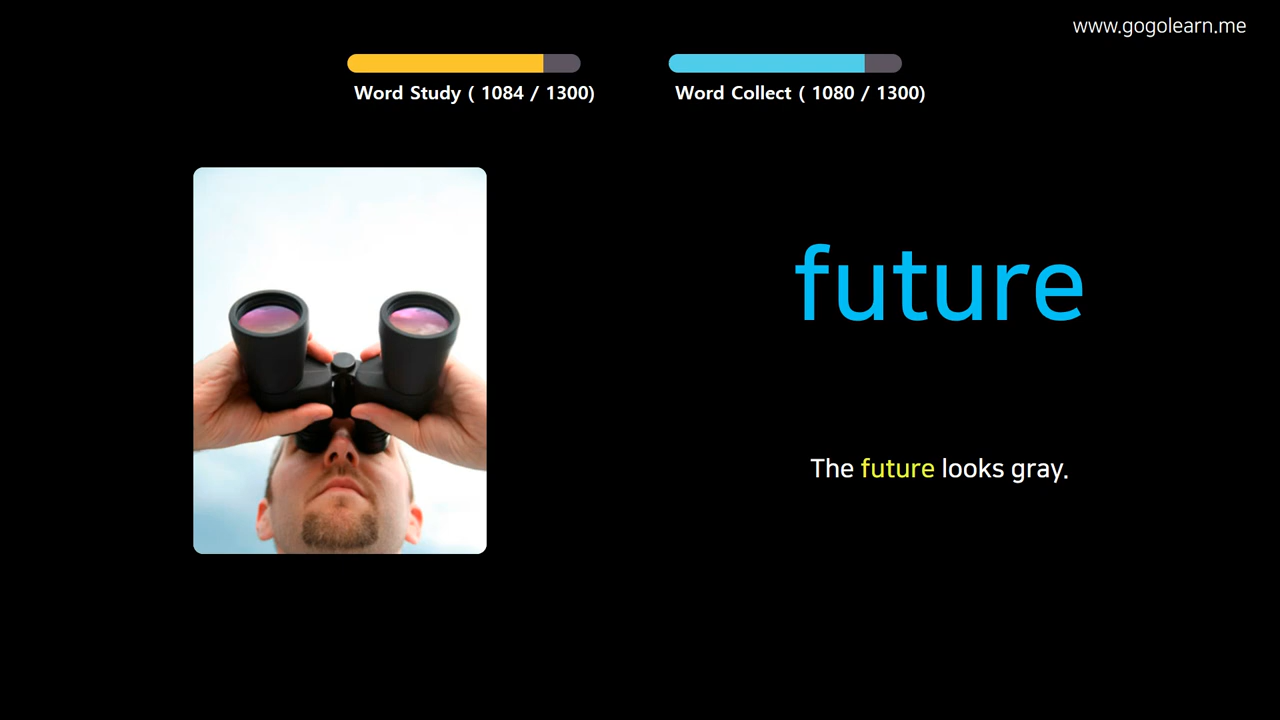 www.gogolearn.me
Word Study ( 1084 / 1300)
Word Collect ( 1080 / 1300)
future
The future looks gray.